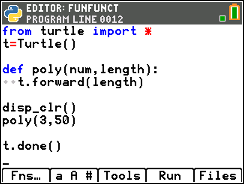 EDITOR: FUNFUNCT
PROGRAM LINE 0012
from turtle import *
t=Turtle()
def poly(num,length):
··t.forward(length)
disp_clr()
poly(3,50)
t.done()
_
Fns… a A # Tools Run Files